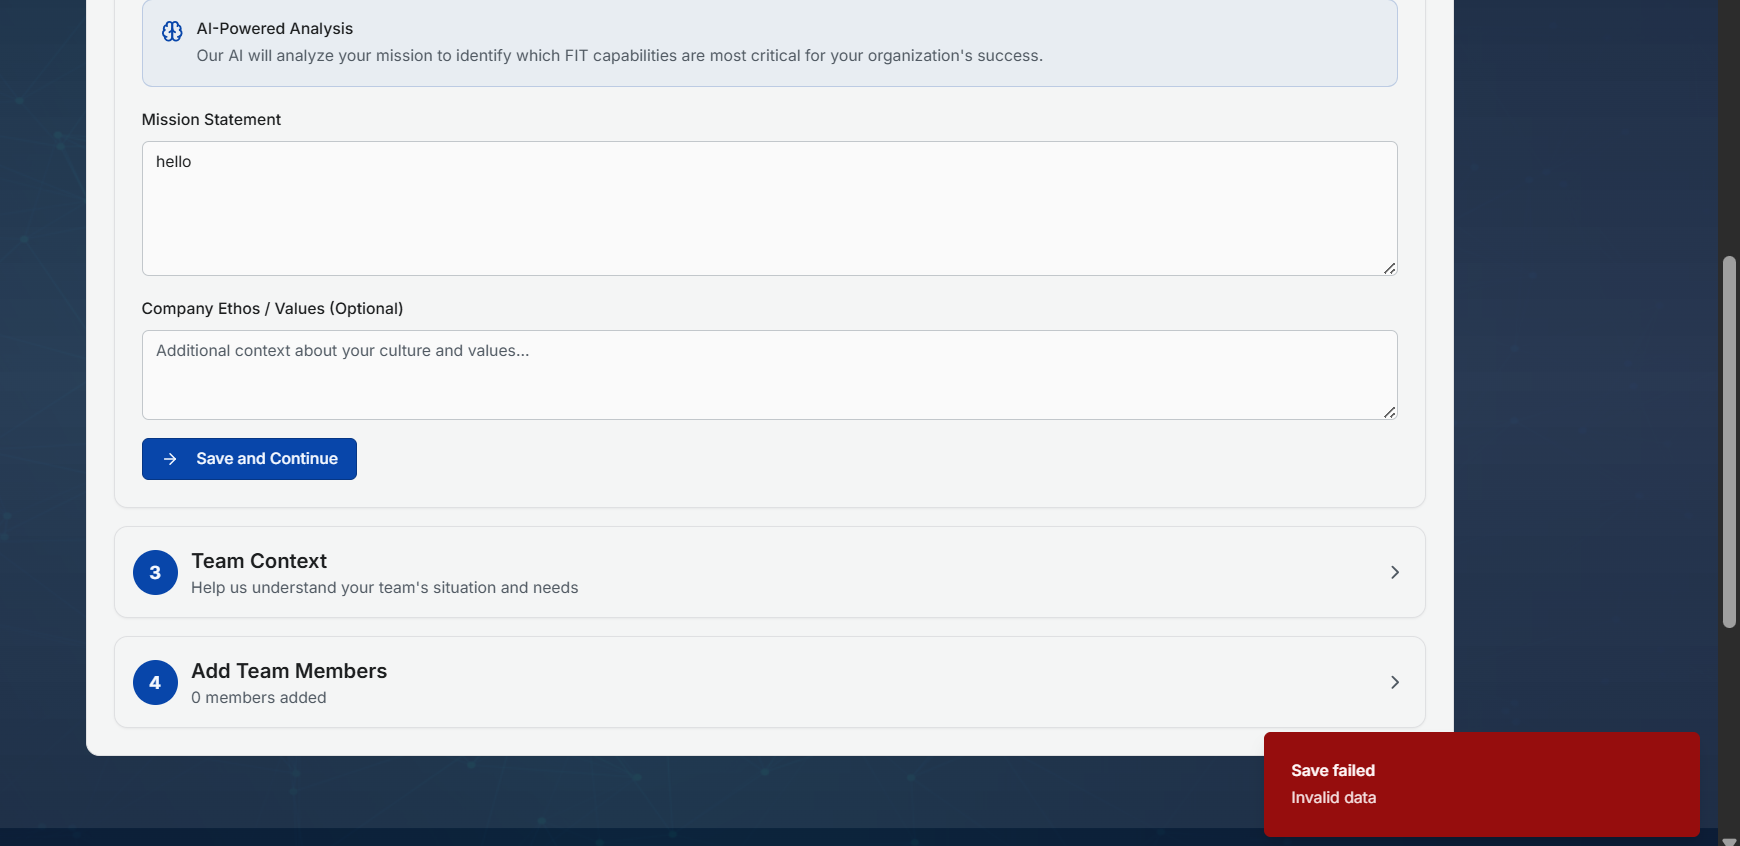 AI-Powered Analysis
Our AI will analyze your mission to identify which FIT capabilities are most critical for your organization's success.
Mission Statement
hello
Company Ethos / Values (Optional)
Additional context about your culture and values...
Save and Continue
3
Team Context
Help us understand your team's situation and needs
4
Add Team Members
0 members added
Save failed
Invalid data